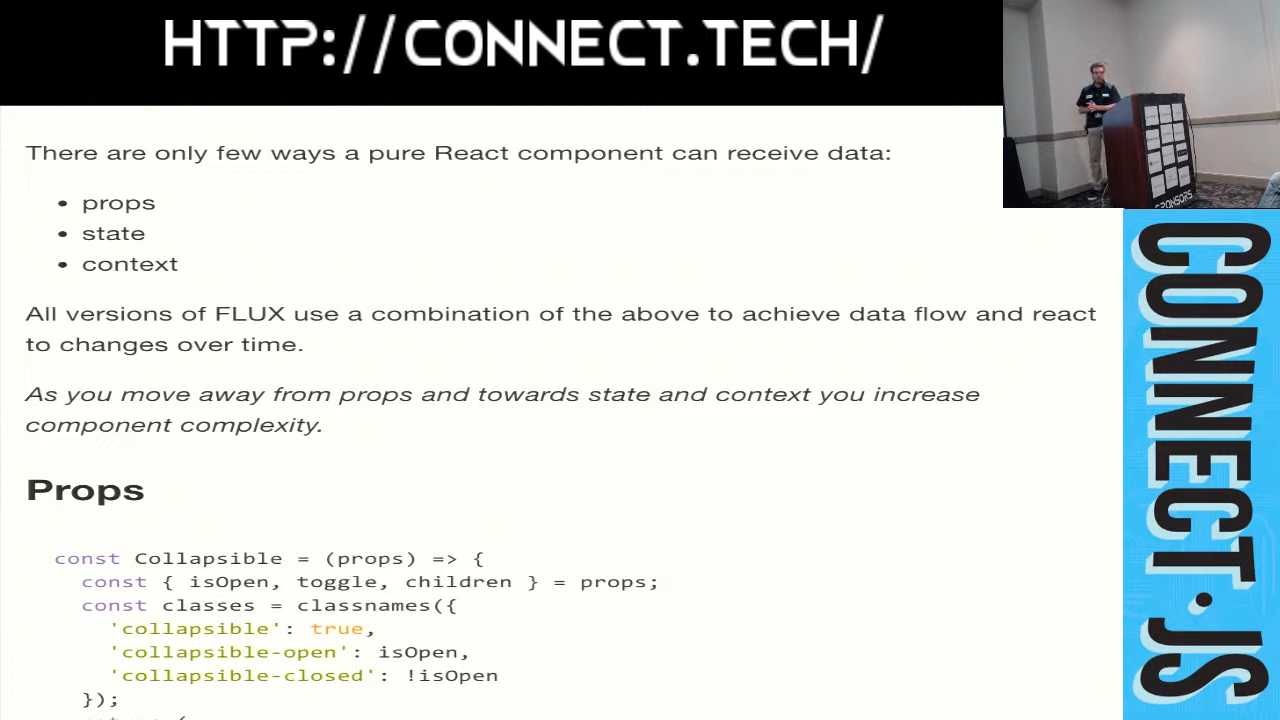 HTTP://CONNECT.TECH/
There are only few ways a pure React component can receive data:
• props
• state
• context
All versions of FLUX use a combination of the above to achieve data flow and react
to changes over time.
As you move away from props and towards state and context you increase
component complexity.
Props
const Collapsible = (props) => {
const { isOpen, toggle, children } = props;
const classes = classnames({
'collapsible': true,
'collapsible-open': isOpen,
'collapsible-closed': !isOpen
});
SPONSORS
CONNECT.JS